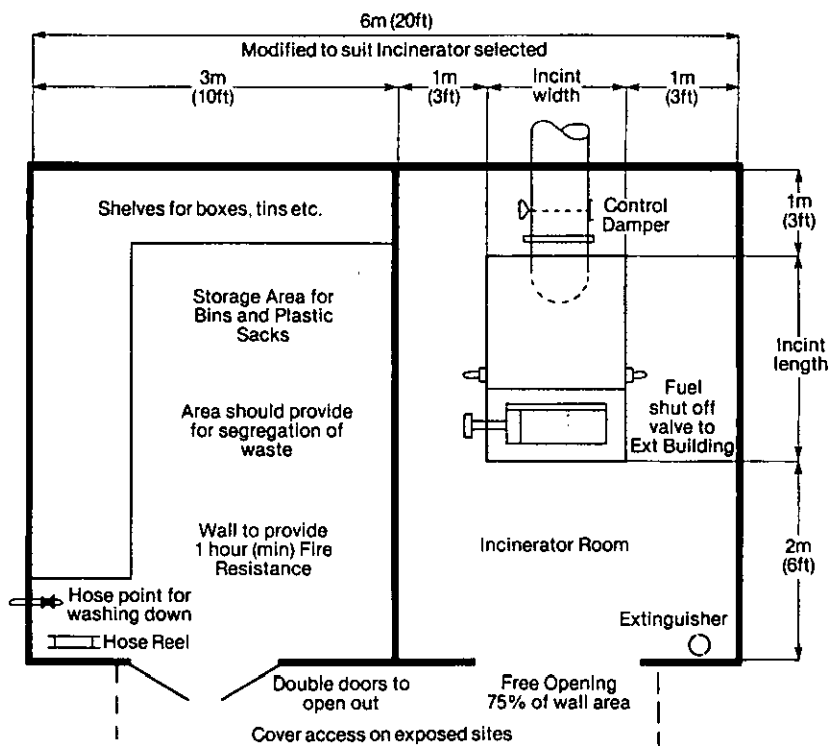 6m (20ft)
Modified to suit Incinerator selected
3m
(10ft)
1m
(3ft)
Incint
width
1m
(3ft)
Shelves for boxes, tins etc.
Control
Damper
1m
(3ft)
Storage Area for
Bins and Plastic
Sacks
Incint
length
Area should provide
for segregation of
waste
Fuel
shut off
valve to
Ext Building
Wall to provide
1 hour (min) Fire
Resistance
Incinerator Room
2m
(6ft)
Hose point for
washing down
Hose Reel
Extinguisher
Double doors to
open out
Free Opening
75% of wall area
Cover access on exposed sites